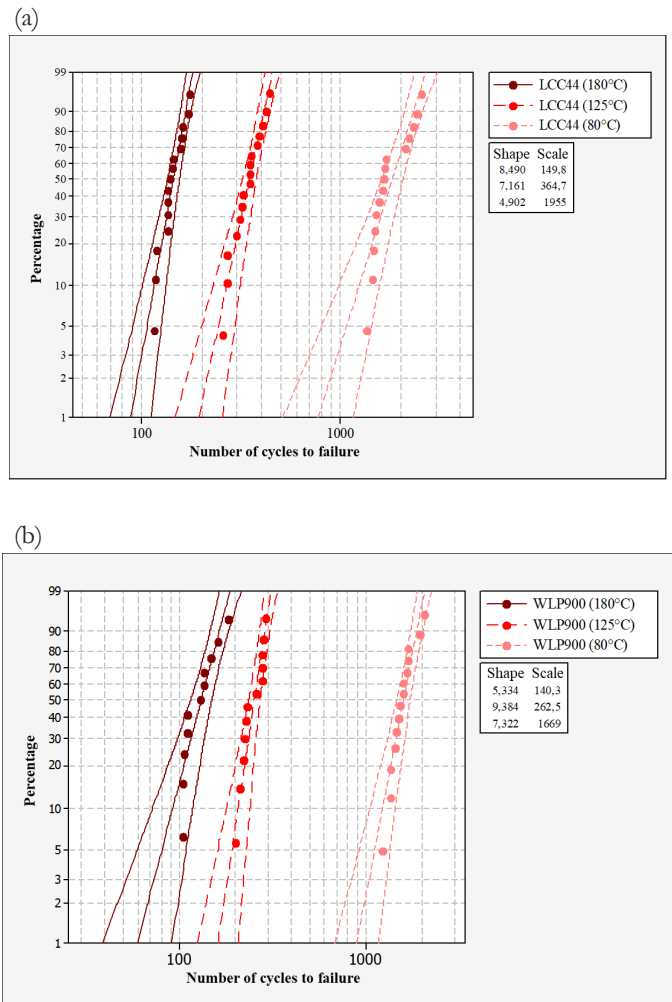 (a)
99
90
80
70
60
50
40
30
20
10
5
3
2
1
Percentage
100
1000
Number of cycles to failure
LCC44 (180°C)
LCC44 (125°C)
LCC44 (80°C)
Shape Scale
8,490 149,8
7,161 364,7
4,902 1955
(b)
99
90
80
70
60
50
40
30
20
10
5
3
2
1
Percentage
100
1000
Number of cycles to failure
WLP900 (180°C)
WLP900 (125°C)
WLP900 (80°C)
Shape Scale
5,334 140,3
9,384 262,5
7,322 1669